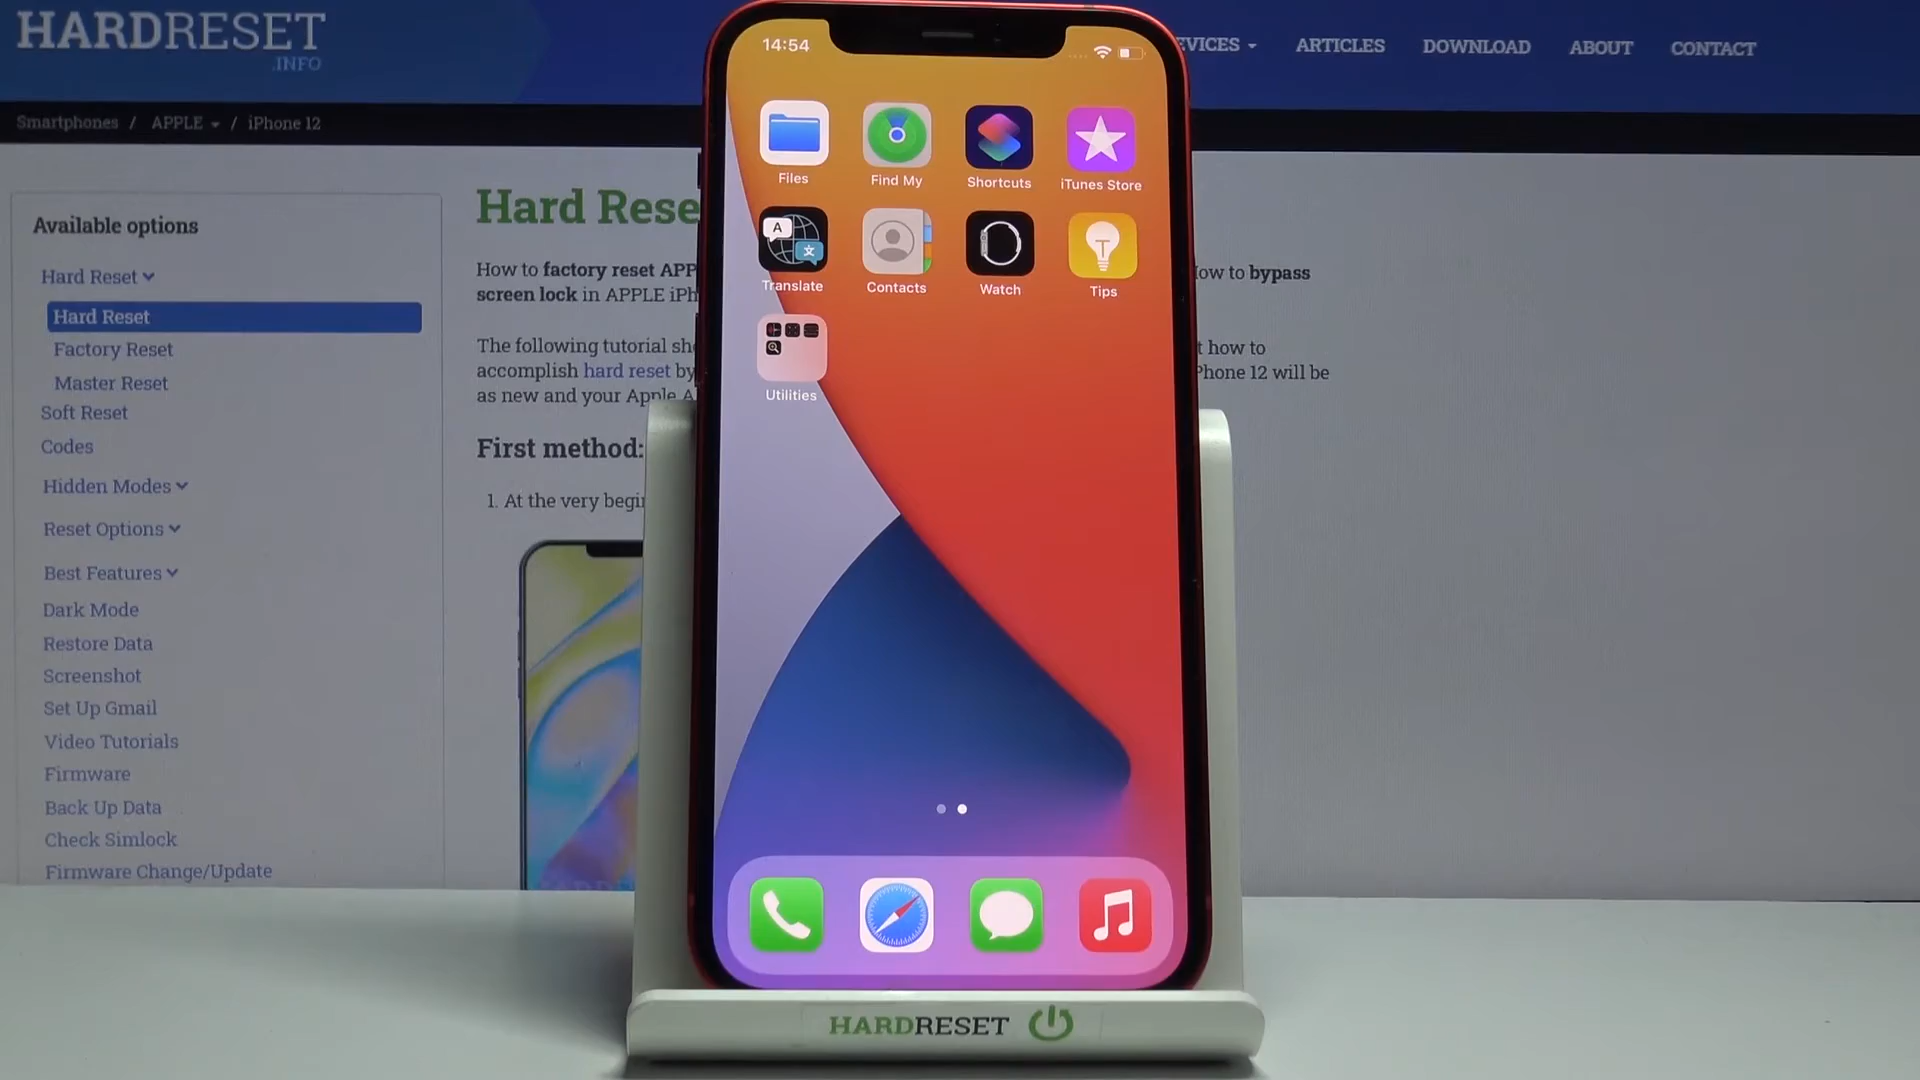 HARDRESET
.INFO
EVICES ARTICLES DOWNLOAD ABOUT CONTACT
Smartphones / APPLE / iPhone 12
Available options
Hard Reset
Hard Reset
Factory Reset
Master Reset
Soft Reset
Codes
Hidden Modes
Reset Options
Best Features
Dark Mode
Restore Data
Screenshot
Set Up Gmail
Video Tutorials
Firmware
Back Up Data
Check Simlock
Firmware Change/Update
Hard Rese
How to factory reset APP ow to bypass
screen lock in APPLE iPh
The following tutorial sh t how to
accomplish hard reset by Phone 12 will be
as new and your Apple A
First method:
1. At the very begin
14:54
Files Find My Shortcuts iTunes Store
A 文
Translate Contacts Watch Tips
Utilities
HARDRESET